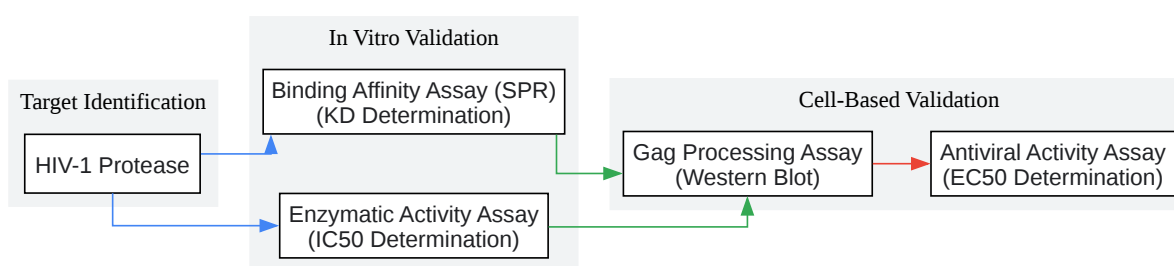 Target Identification
HIV-1 Protease
In Vitro Validation
Binding Affinity Assay (SPR)
(KD Determination)
Enzymatic Activity Assay
(IC50 Determination)
Cell-Based Validation
Gag Processing Assay
(Western Blot)
Antiviral Activity Assay
(EC50 Determination)